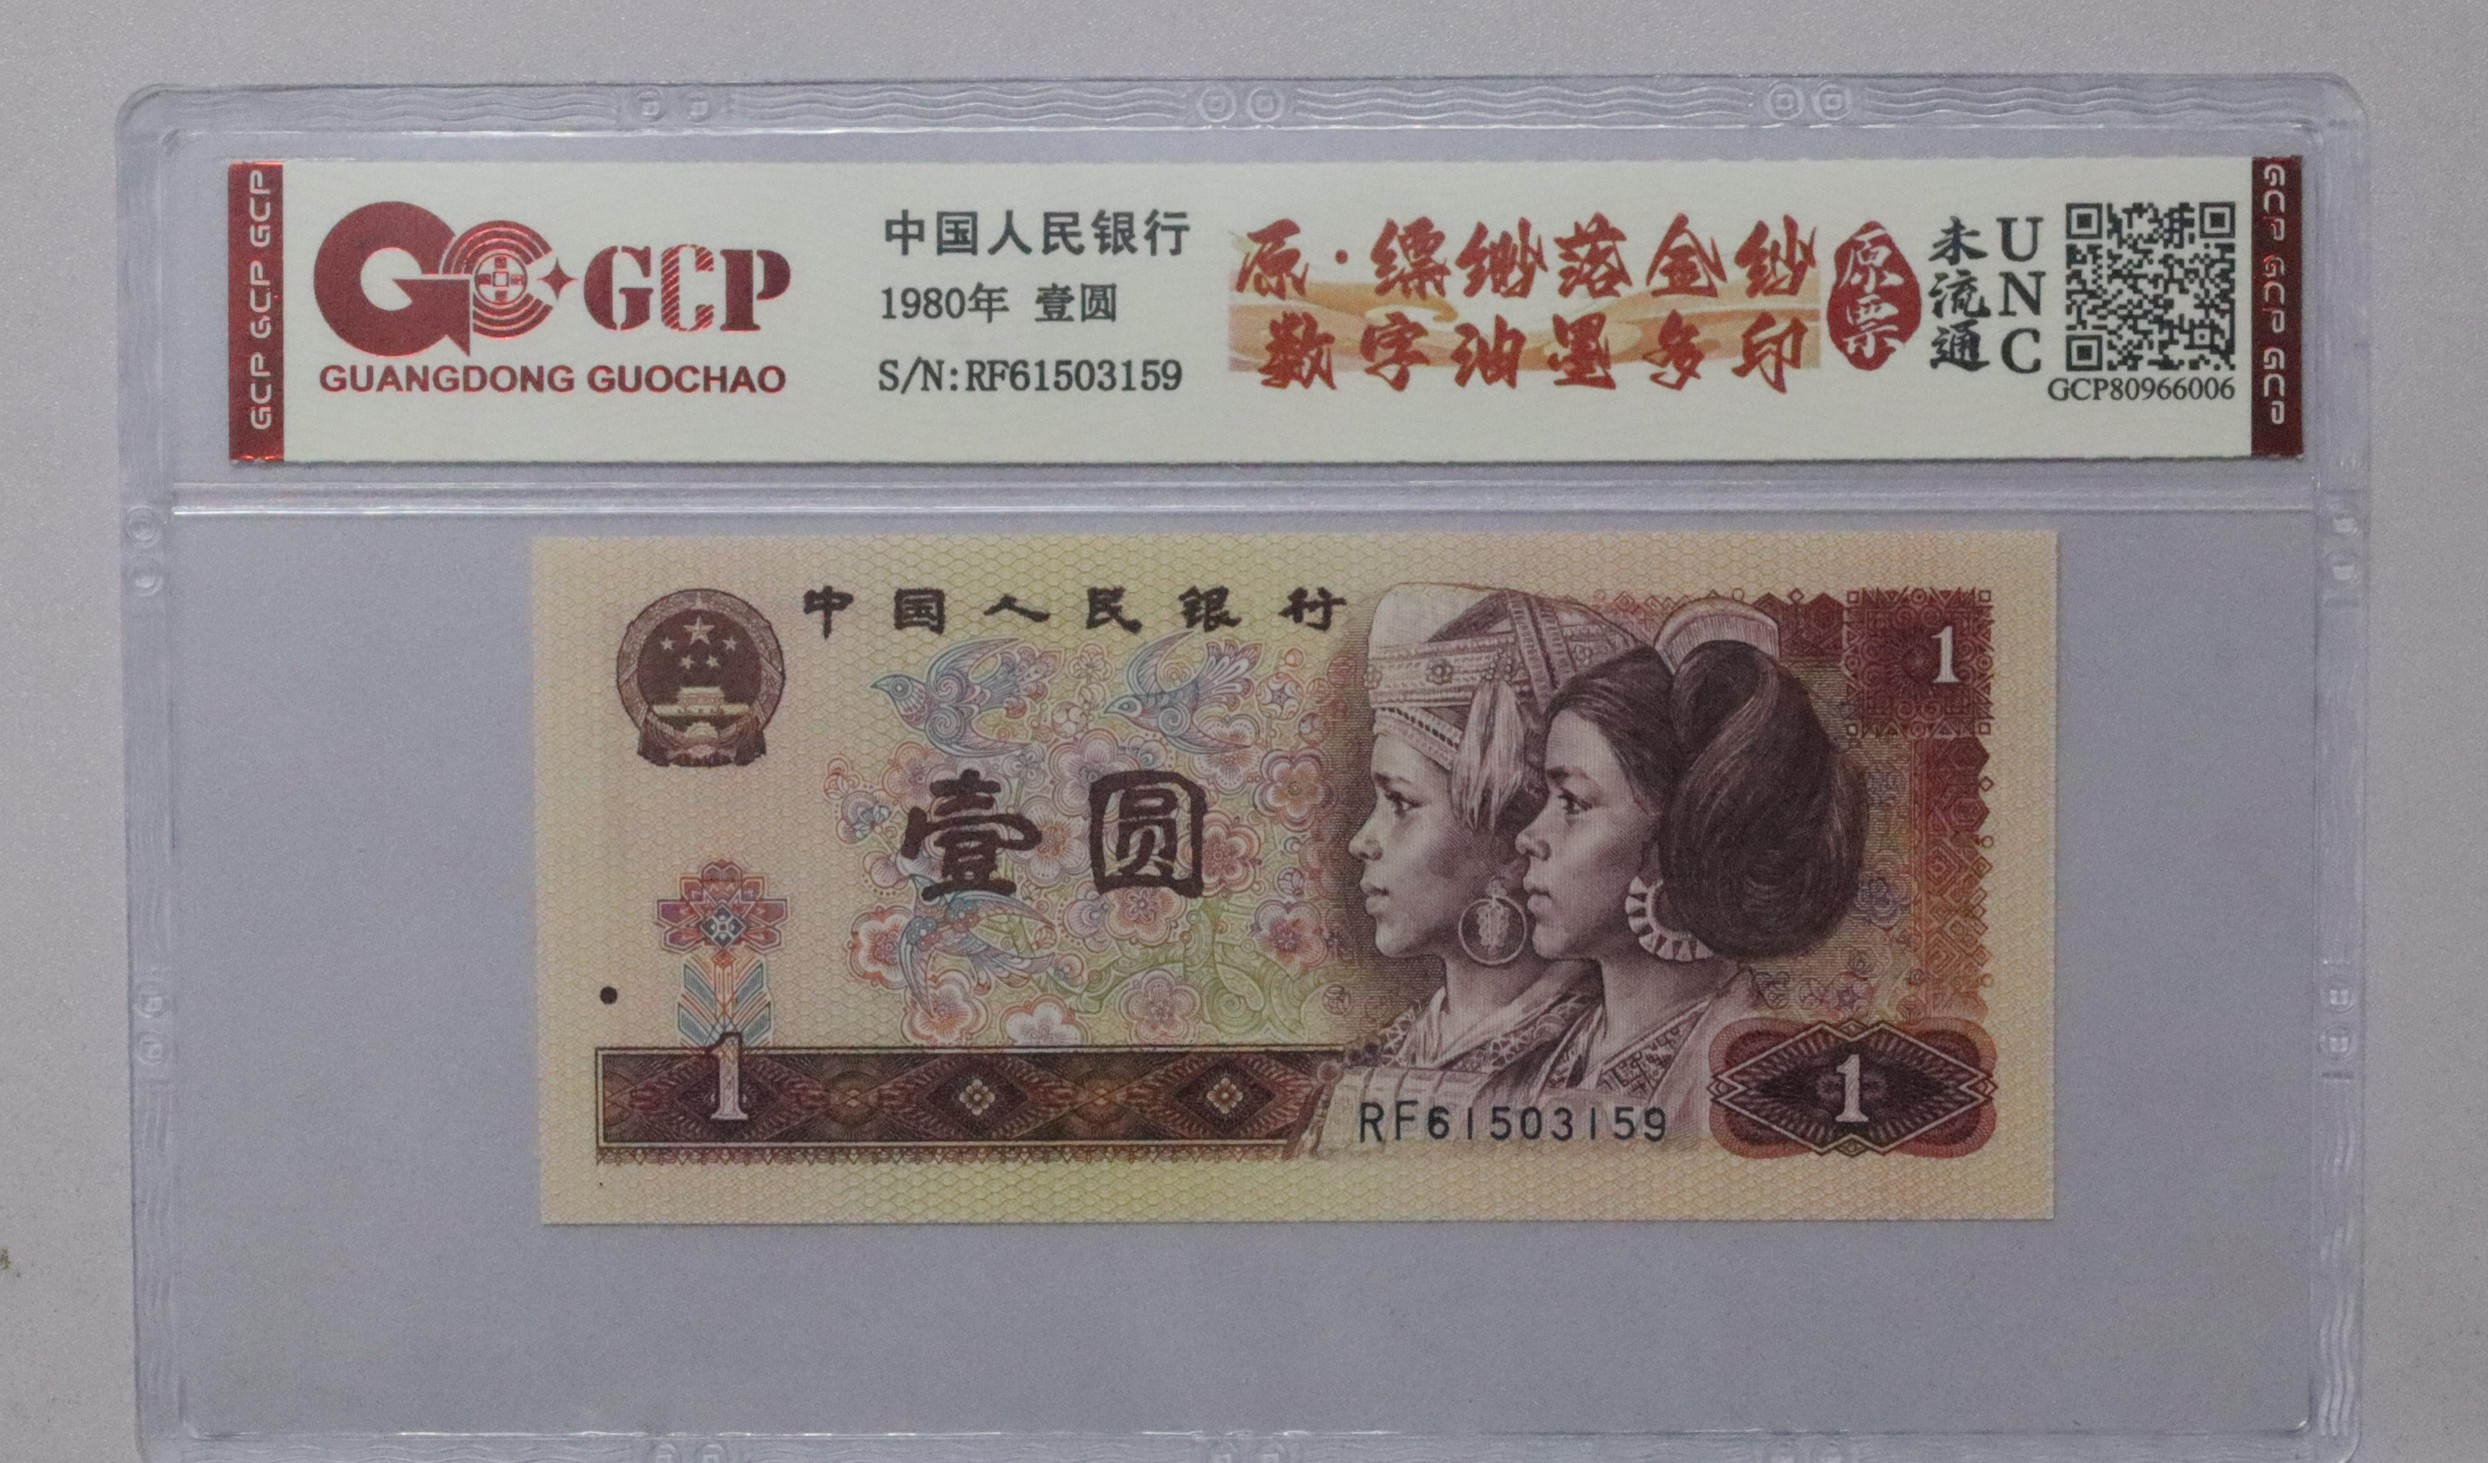 GCP GCP GCP
GCP
GUANGDONG GUOCHAO
中国人民银行
1980年 壹圆
S/N:RF61503159
原·缥缈落金纱
数字油墨多印
原票
未流通
UNC
GCP80966006
GCP GCP GCP
中国人民银行
1
壹圆
1
RF61503159
1